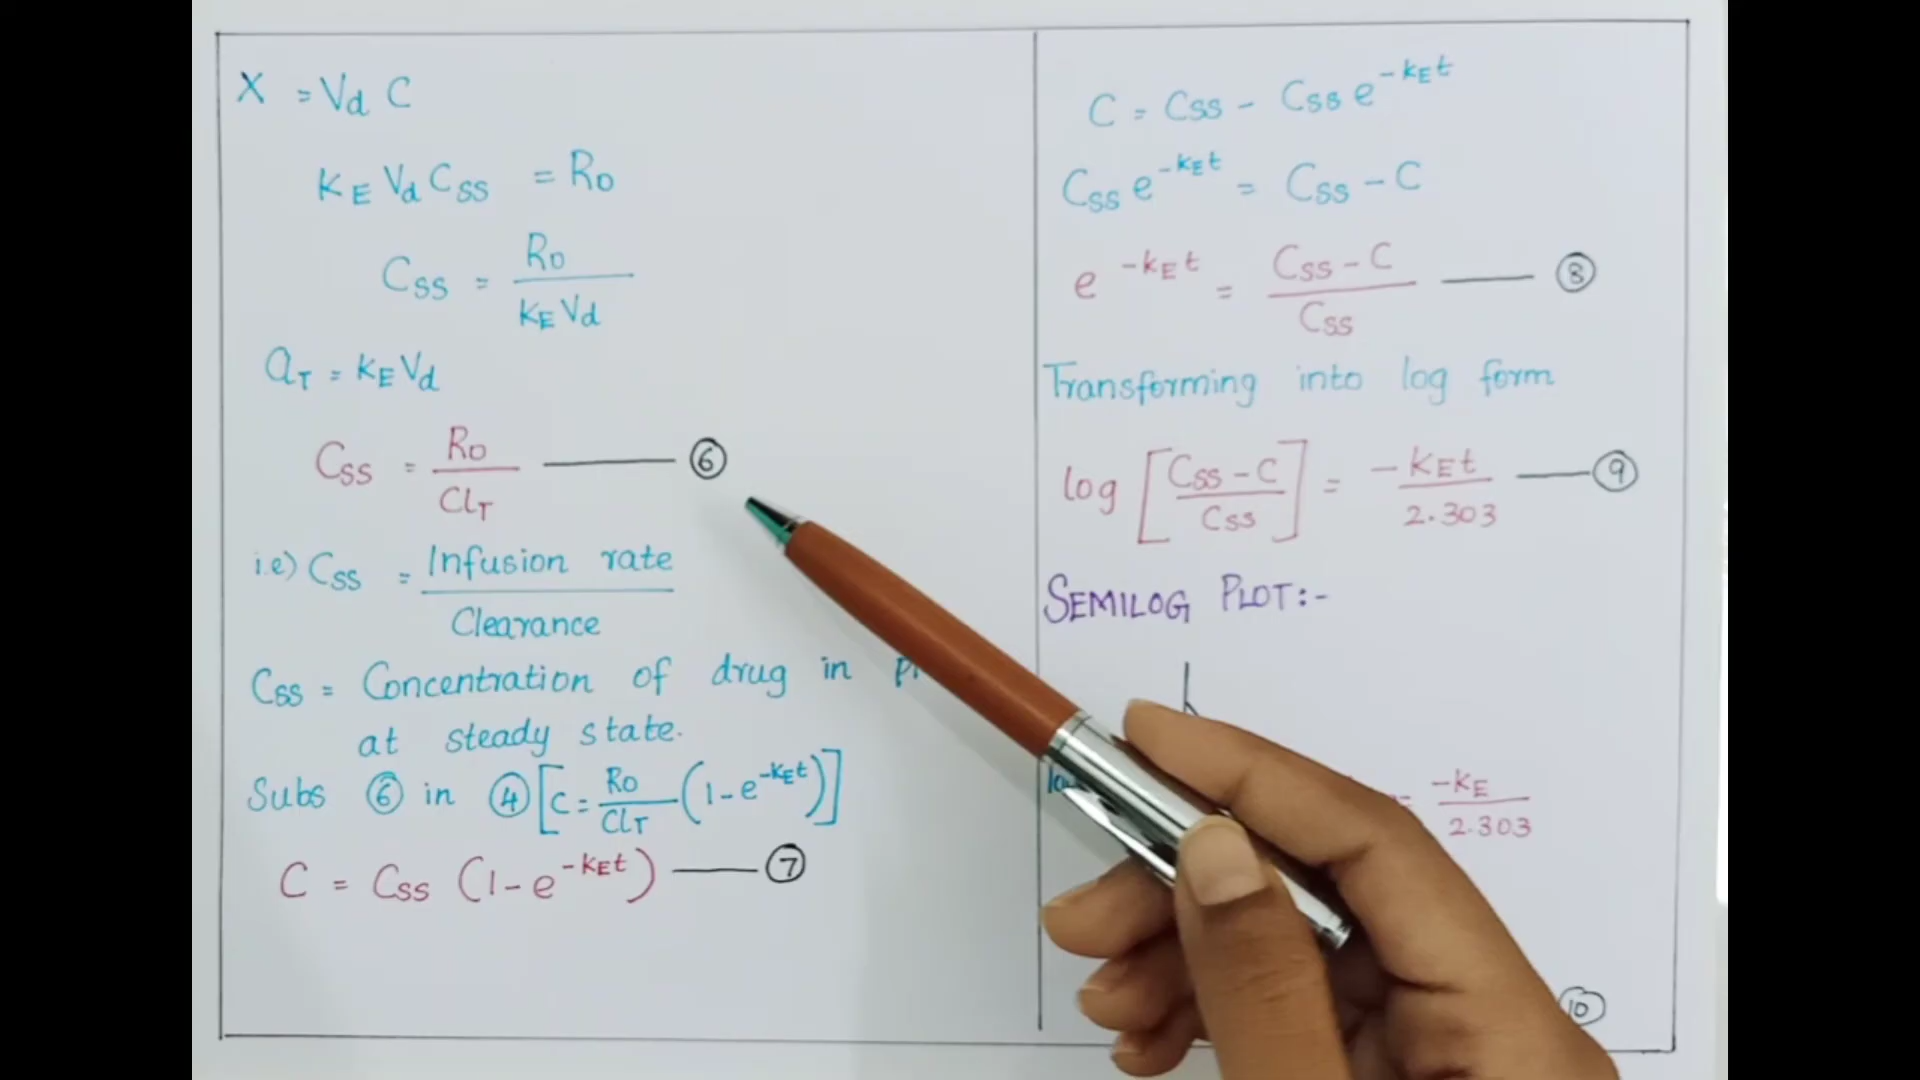 X = Vd C
KE Vd Css = R0
Css = R0 / KE Vd
ClT = KE Vd
Css = R0 / ClT —— ⑥
i.e) Css = Infusion rate / Clearance
Css = Concentration of drug in
at steady state.
Subs ⑥ in ④ [C = R0 / ClT (1 - e^-KEt)]
C = Css (1 - e^-KEt) —— ⑦
C = Css - Css e^-KEt
Css e^-KEt = Css - C
e^-KEt = Css - C / Css —— ⑧
Transforming into log form
log [Css - C / Css] = -KEt / 2.303 —— ⑨
SEMILOG PLOT:-
= -KE / 2.303
⑩